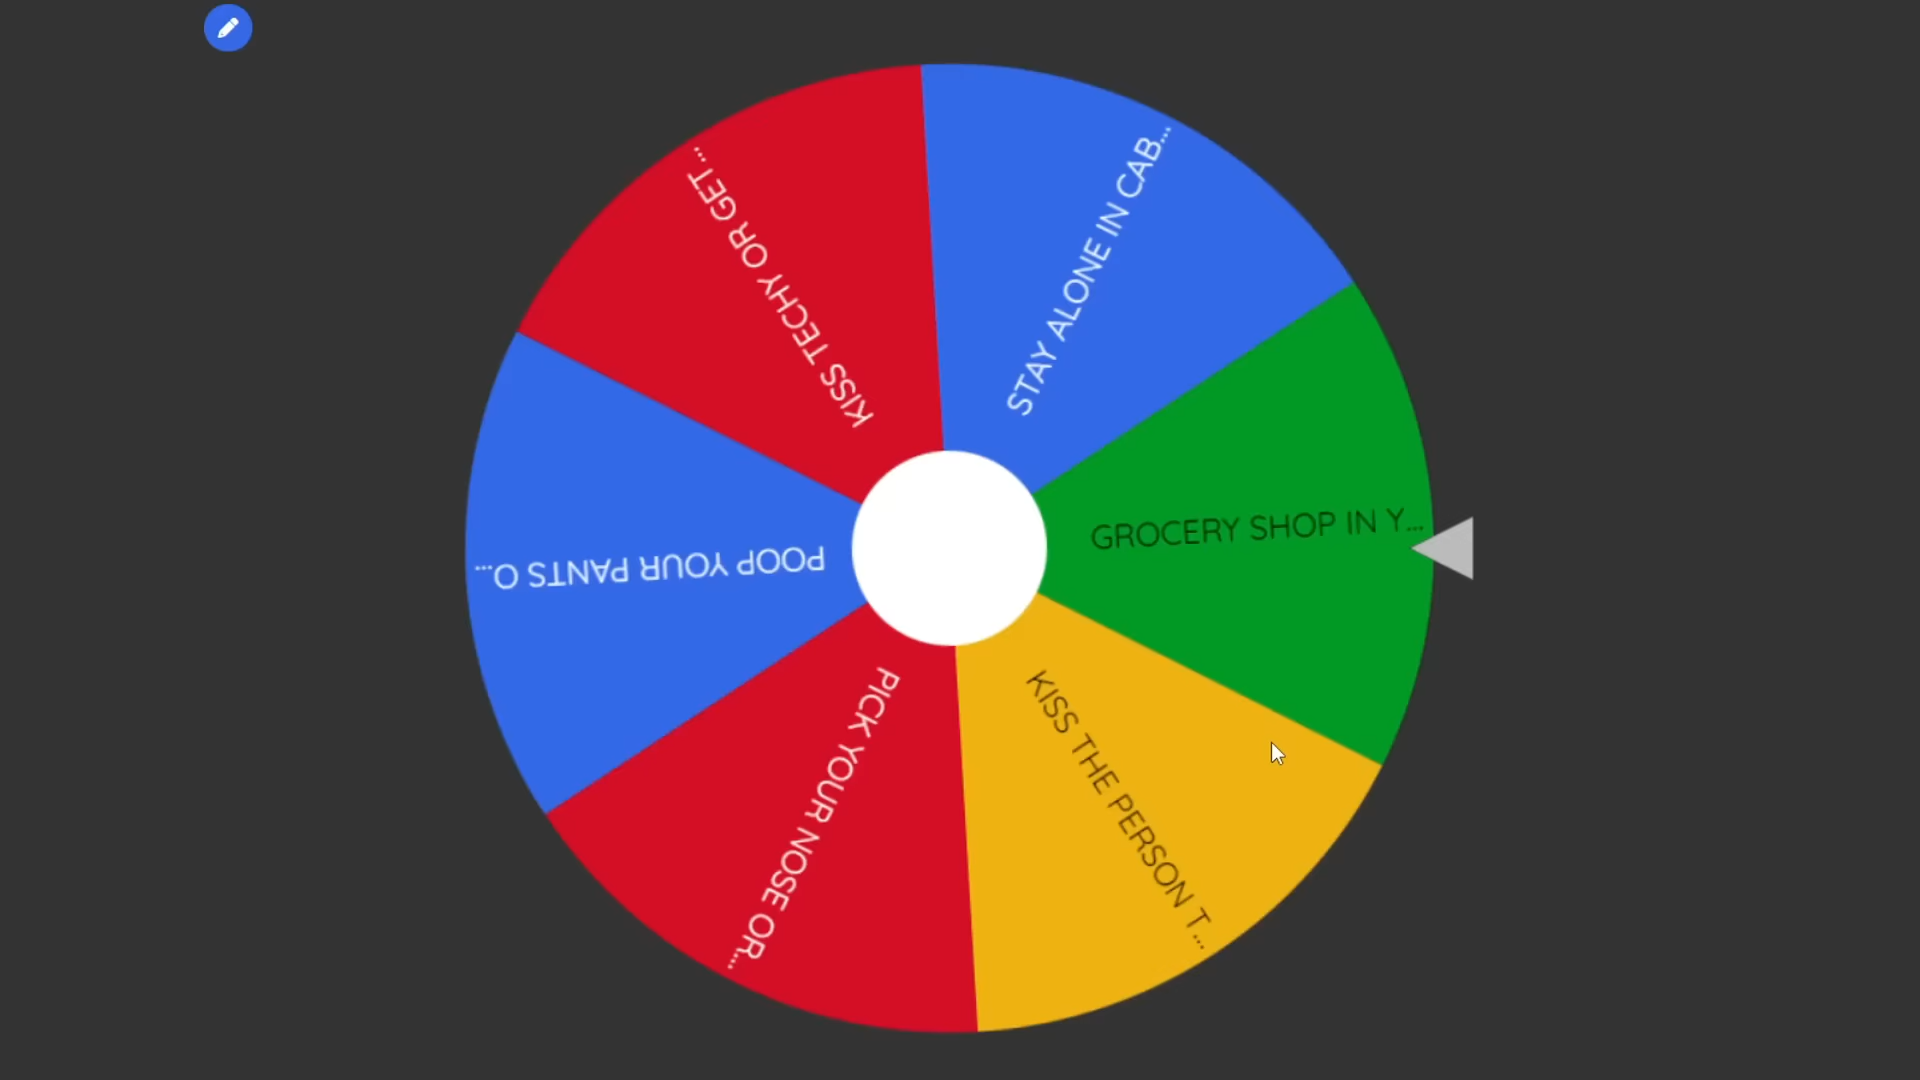 STAY ALONE IN CAB...
GROCERY SHOP IN Y...
KISS THE PERSON T...
PICK YOUR NOSE OR...
POOP YOUR PANTS O...
KISS TECHY OR GET...